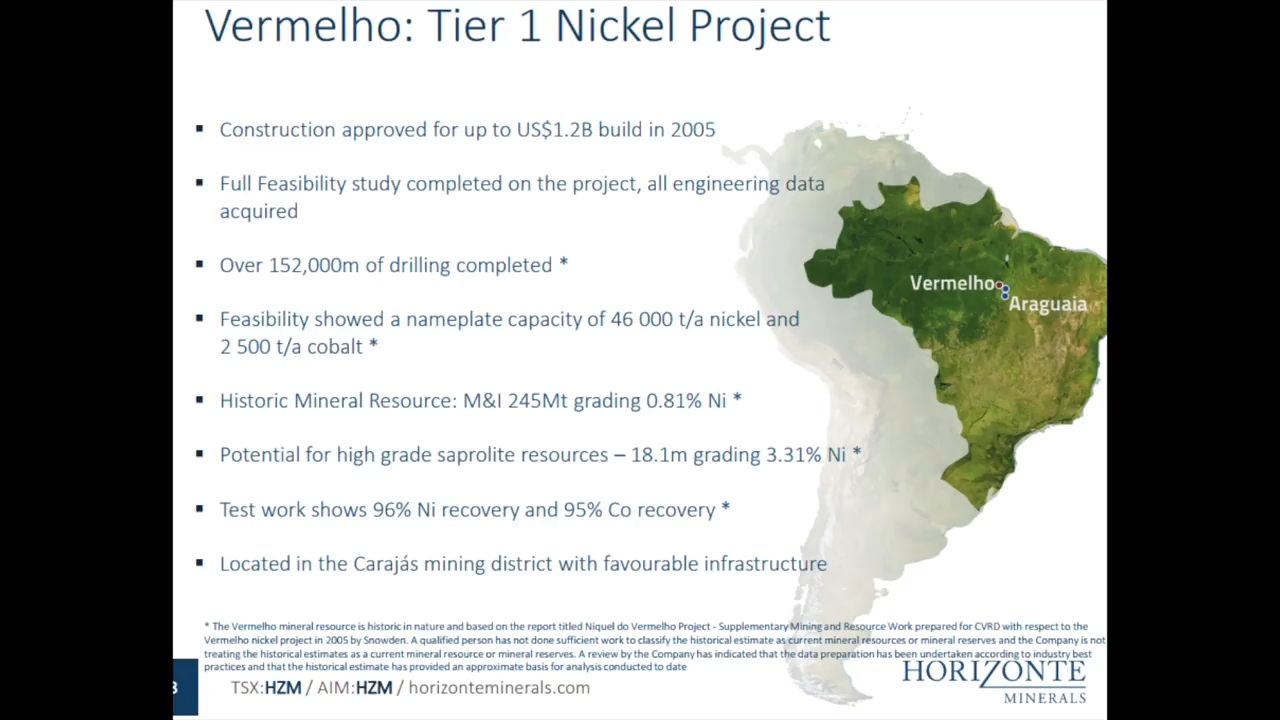 Vermelho: Tier 1 Nickel Project
▪ Construction approved for up to US$1.2B build in 2005
▪ Full Feasibility study completed on the project, all engineering data
acquired
▪ Over 152,000m of drilling completed *
▪ Feasibility showed a nameplate capacity of 46 000 t/a nickel and
2 500 t/a cobalt *
▪ Historic Mineral Resource: M&I 245Mt grading 0.81% Ni *
▪ Potential for high grade saprolite resources – 18.1m grading 3.31% Ni *
▪ Test work shows 96% Ni recovery and 95% Co recovery *
▪ Located in the Carajás mining district with favourable infrastructure
Vermelho
Araguaia
* The Vermelho mineral resource is historic in nature and based on the report titled Niquel do Vermelho Project - Supplementary Mining and Resource Work prepared for CVRD with respect to the
Vermelho nickel project in 2005 by Snowden. A qualified person has not done sufficient work to classify the historical estimate as current mineral resources or mineral reserves and the Company is not
treating the historical estimates as a current mineral resource or mineral reserves. A review by the Company has indicated that the data preparation has been undertaken according to industry best
practices and that the historical estimate has provided an approximate basis for analysis conducted to date
TSX:HZM / AIM:HZM / horizonteminerals.com
HORIZONTE
MINERALS